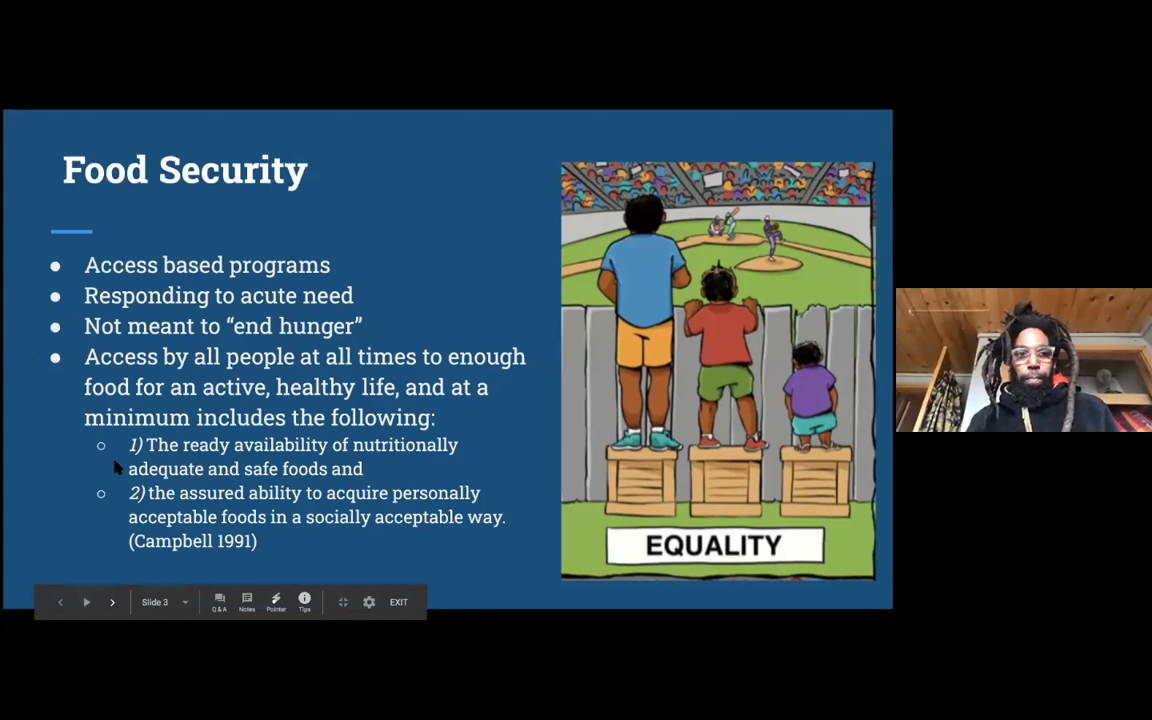 Food Security
● Access based programs
● Responding to acute need
● Not meant to “end hunger”
● Access by all people at all times to enough
food for an active, healthy life, and at a
minimum includes the following:
○ 1) The ready availability of nutritionally
adequate and safe foods and
○ 2) the assured ability to acquire personally
acceptable foods in a socially acceptable way.
(Campbell 1991)
EQUALITY
Slide 3
Q & A
Notes
Pointer
Tips
EXIT